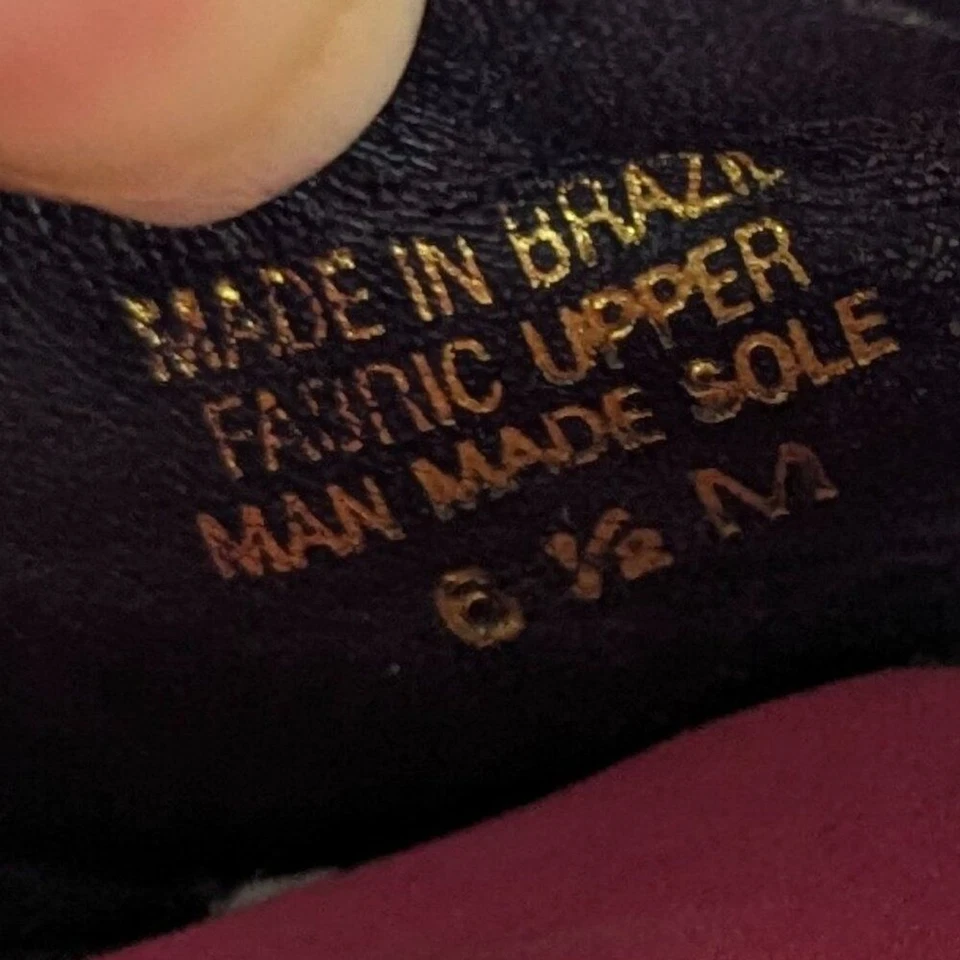 MADE IN BRAZIL
FABRIC UPPER
MAN MADE SOLE
6 ½ M